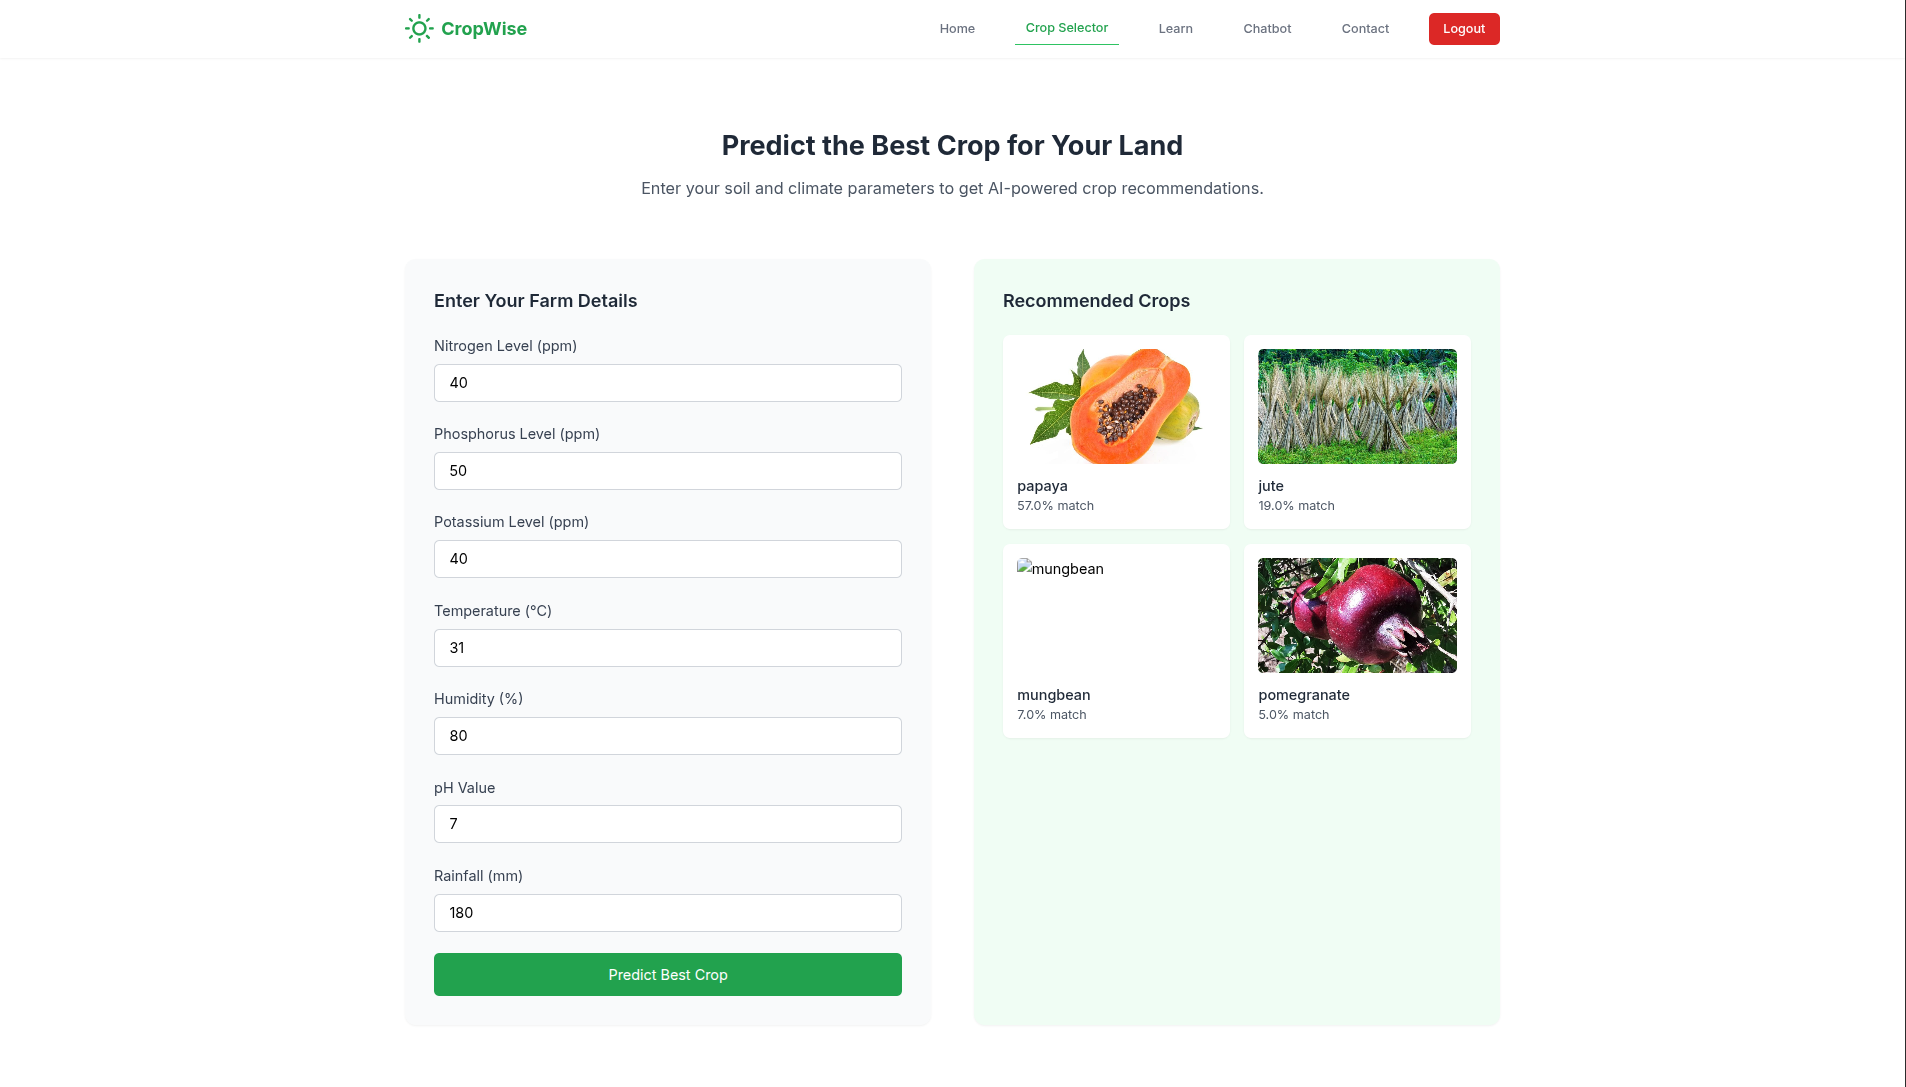 CropWise
Home
Crop Selector
Learn
Chatbot
Contact
Logout
Predict the Best Crop for Your Land
Enter your soil and climate parameters to get AI-powered crop recommendations.
Enter Your Farm Details
Nitrogen Level (ppm)
40
Phosphorus Level (ppm)
50
Potassium Level (ppm)
40
Temperature (°C)
31
Humidity (%)
80
pH Value
7
Rainfall (mm)
180
Predict Best Crop
Recommended Crops
papaya
57.0% match
jute
19.0% match
mungbean
mungbean
7.0% match
pomegranate
5.0% match